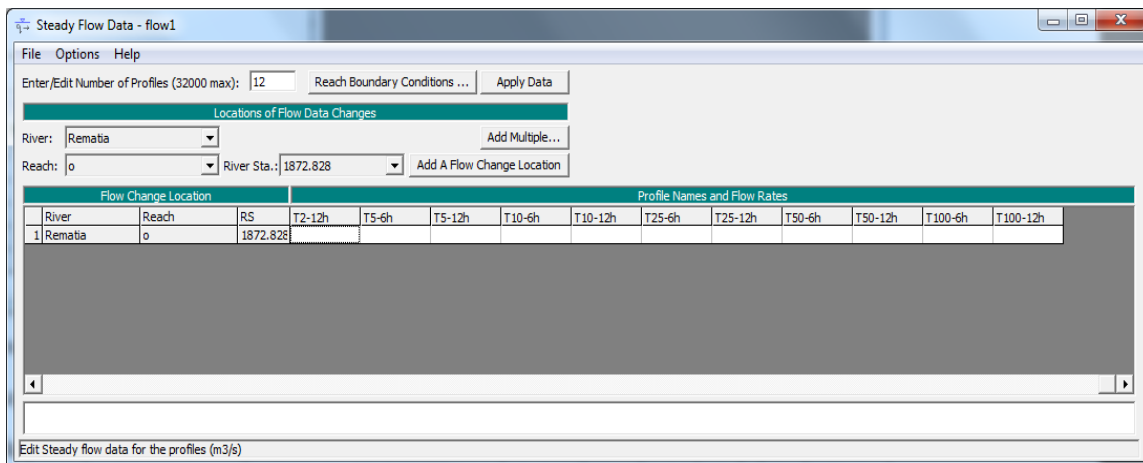 Steady Flow Data - flow1
File Options Help
Enter/Edit Number of Profiles (32000 max): 12 Reach Boundary Conditions ... Apply Data
Locations of Flow Data Changes
River: Rematia Add Multiple...
Reach: o River Sta.: 1872.828 Add A Flow Change Location
Flow Change Location Profile Names and Flow Rates
River Reach RS T2-12h T5-6h T5-12h T10-6h T10-12h T25-6h T25-12h T50-6h T50-12h T100-6h T100-12h
1 Rematia o 1872.828
Edit Steady flow data for the profiles (m3/s)